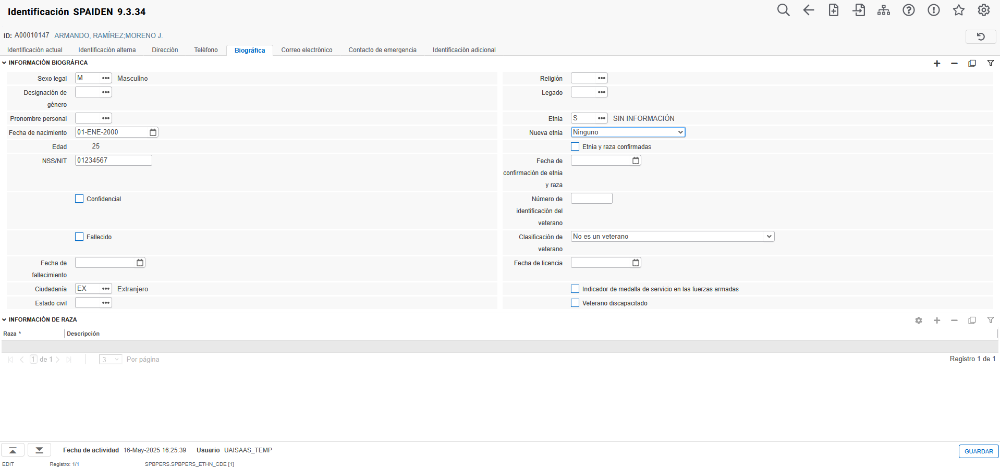 Identificación SPAIDEN 9.3.34
ID: A00010147 ARMANDO, RAMÍREZ;MORENO J.
Identificación actual Identificación alterna Dirección Teléfono Biográfica Correo electrónico Contacto de emergencia Identificación adicional
INFORMACIÓN BIOGRÁFICA
Sexo legal M Masculino Religión
Designación de género Legado
Pronombre personal Etnia S SIN INFORMACIÓN
Fecha de nacimiento 01-ENE-2000 Nueva etnia Ninguno
Edad 25 Etnia y raza confirmadas
NSS/NIT 01234567 Fecha de confirmación de etnia y raza
Confidencial Número de identificación del veterano
Fallecido Clasificación de veterano No es un veterano
Fecha de fallecimiento Fecha de licencia
Ciudadanía EX Extranjero Indicador de medalla de servicio en las fuerzas armadas
Estado civil Veterano discapacitado
INFORMACIÓN DE RAZA
Raza * Descripción
1 de 1 3 Por página Registro 1 de 1
Fecha de actividad 16-May-2025 16:25:39 Usuario UAISAAS_TEMP GUARDAR
EDIT Registro: 1/1 SPBPERS.SPBPERS_ETHN_CDE [1]